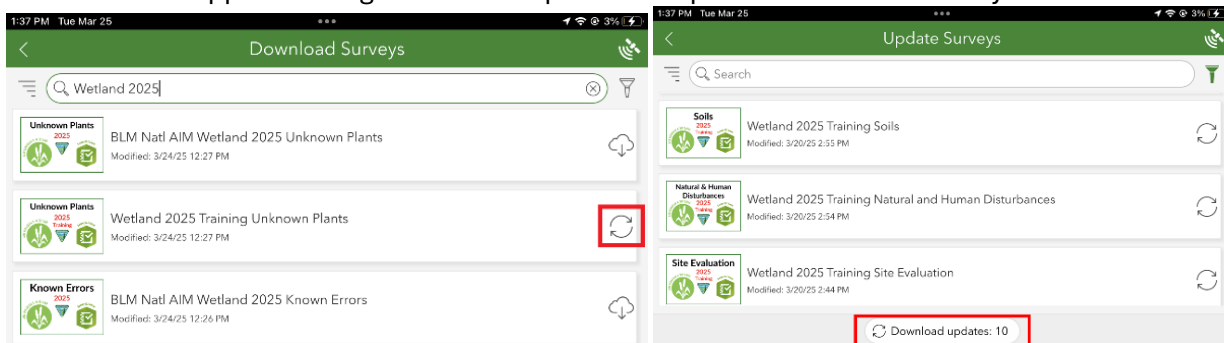 1:37 PM Tue Mar 25
3%
Download Surveys
Wetland 2025
Unknown Plants
2025
BLM Natl AIM Wetland 2025 Unknown Plants
Modified: 3/24/25 12:27 PM
Unknown Plants
2025
Training
Wetland 2025 Training Unknown Plants
Modified: 3/24/25 12:27 PM
Known Errors
2025
BLM Natl AIM Wetland 2025 Known Errors
Modified: 3/24/25 12:26 PM
1:37 PM Tue Mar 25
3%
Update Surveys
Search
Soils
2025
Training
Wetland 2025 Training Soils
Modified: 3/20/25 2:55 PM
Natural & Human
Disturbances
2025
Training
Wetland 2025 Training Natural and Human Disturbances
Modified: 3/20/25 2:54 PM
Site Evaluation
2025
Training
Wetland 2025 Training Site Evaluation
Modified: 3/20/25 2:44 PM
Download updates: 10